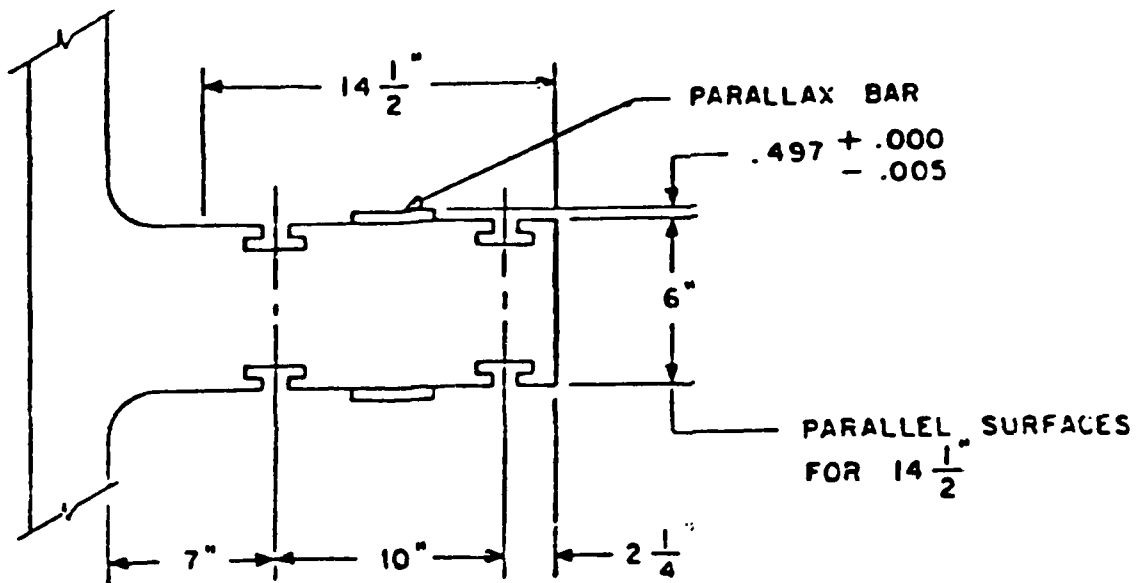 14 1/2"
PARALLAX BAR
.497 + .000
- .005
6"
PARALLEL SURFACES
FOR 14 1/2"
7"
10"
2 1/4"